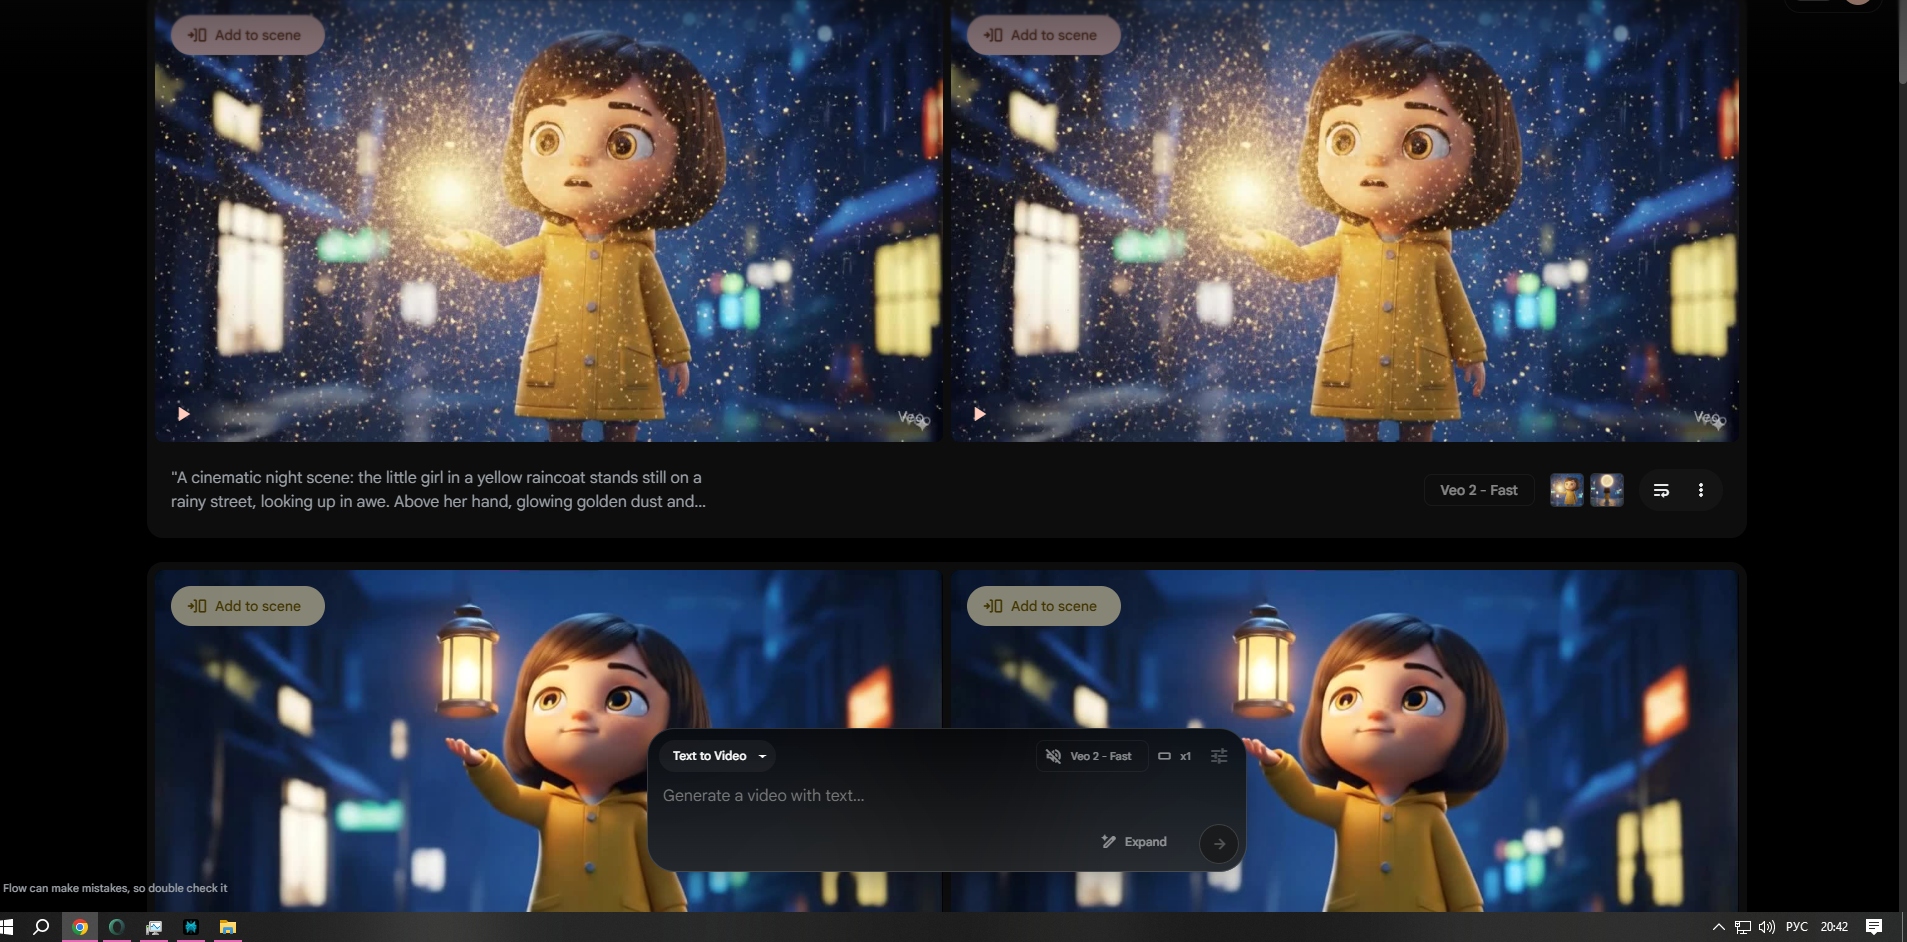 Add to scene
Add to scene
Veo
Veo
"A cinematic night scene: the little girl in a yellow raincoat stands still on a
rainy street, looking up in awe. Above her hand, glowing golden dust and...
Veo 2 - Fast
Add to scene
Add to scene
Text to Video
Veo 2 - Fast
x1
Generate a video with text...
Expand
Flow can make mistakes, so double check it
РУС
20:42